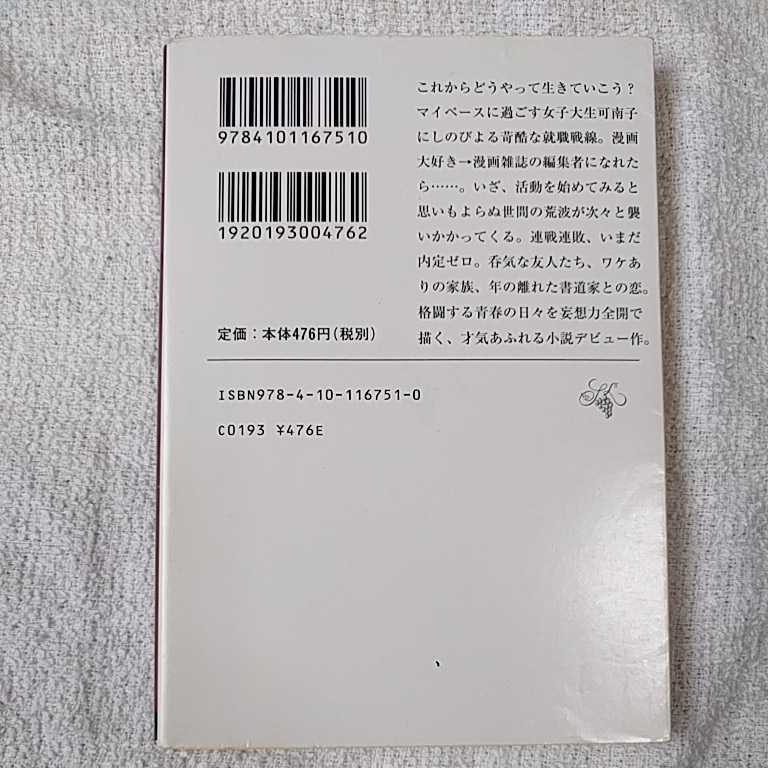 9784101167510
1920193004762
定価：本体476円（税別）
これからどうやって生きていこう？
マイペースに過ごす女子大生可南子
にしのびよる苛酷な就職戦線。漫画
大好き→漫画雑誌の編集者になれた
ら……。いざ、活動を始めてみると
思いもよらぬ世間の荒波が次々と襲
いかかってくる。連戦連敗、いまだ
内定ゼロ。呑気な友人たち、ワケあ
りの家族、年の離れた書道家との恋。
格闘する青春の日々を妄想力全開で
描く、才気あふれる小説デビュー作。
ISBN978-4-10-116751-0
C0193 ¥476E